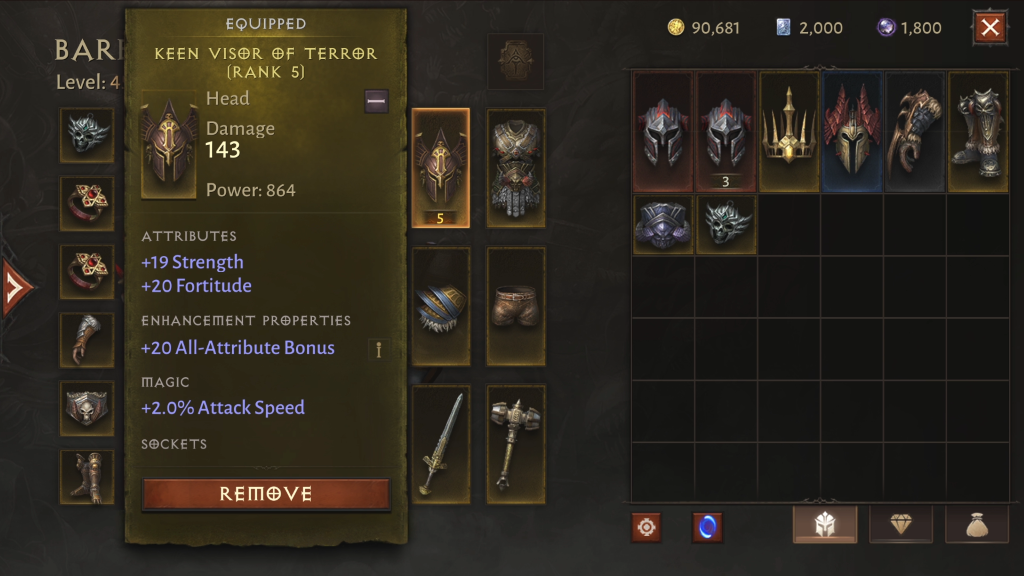 EQUIPPED
KEEN VISOR OF TERROR
(RANK 5)
Head
Damage
143
Power: 864
ATTRIBUTES
+19 Strength
+20 Fortitude
ENHANCEMENT PROPERTIES
+20 All-Attribute Bonus
MAGIC
+2.0% Attack Speed
SOCKETS
REMOVE
Level: 4
5
90,681
2,000
1,800
3